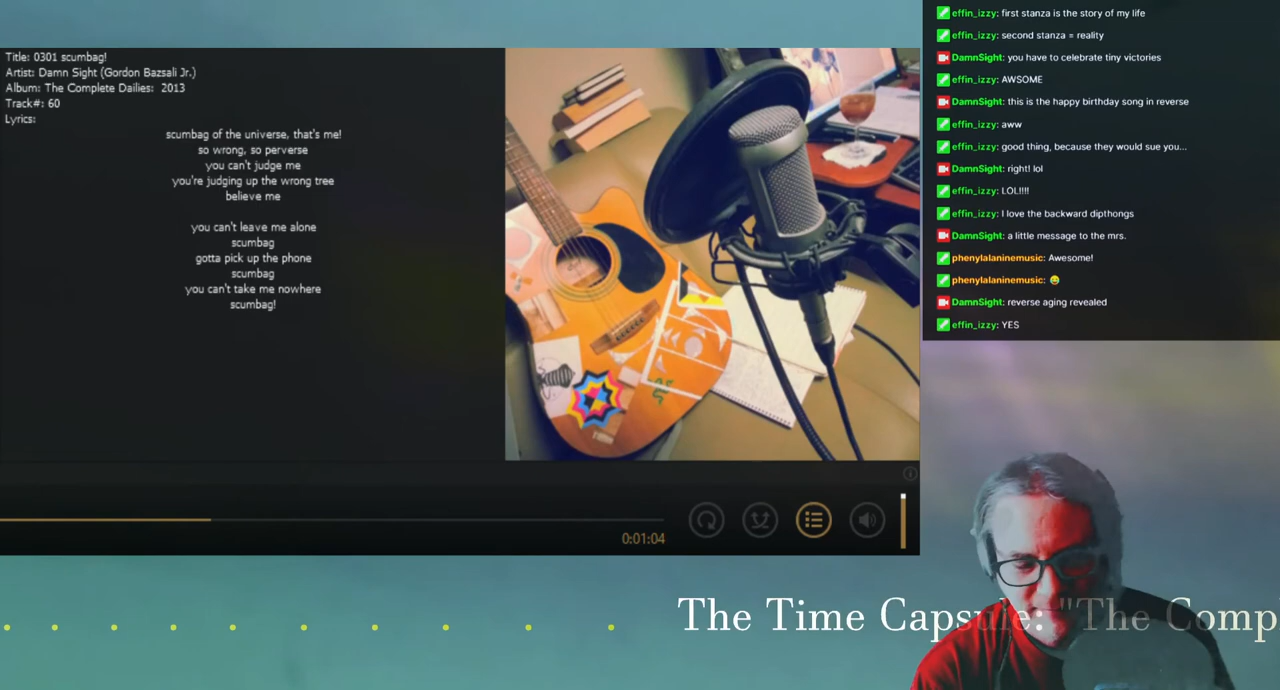 Title: 0301 scumbag!
Artist: Damn Sight (Gordon Bazsali Jr.)
Album: The Complete Dailies:  2013
Track#: 60
Lyrics:
scumbag of the universe, that's me!
so wrong, so perverse
you can't judge me
you're judging up the wrong tree
believe me
you can't leave me alone
scumbag
gotta pick up the phone
scumbag
you can't take me nowhere
scumbag!
0:01:04
effin_izzy: first stanza is the story of my life
effin_izzy: second stanza = reality
DamnSight: you have to celebrate tiny victories
effin_izzy: AWSOME
DamnSight: this is the happy birthday song in reverse
effin_izzy: aww
effin_izzy: good thing, because they would sue you...
DamnSight: right! lol
effin_izzy: LOL!!!!
effin_izzy: I love the backward dipthongs
DamnSight: a little message to the mrs.
phenylalaninemusic: Awesome!
phenylalaninemusic: 😂
DamnSight: reverse aging revealed
effin_izzy: YES
The Time Capsule: "The Comp